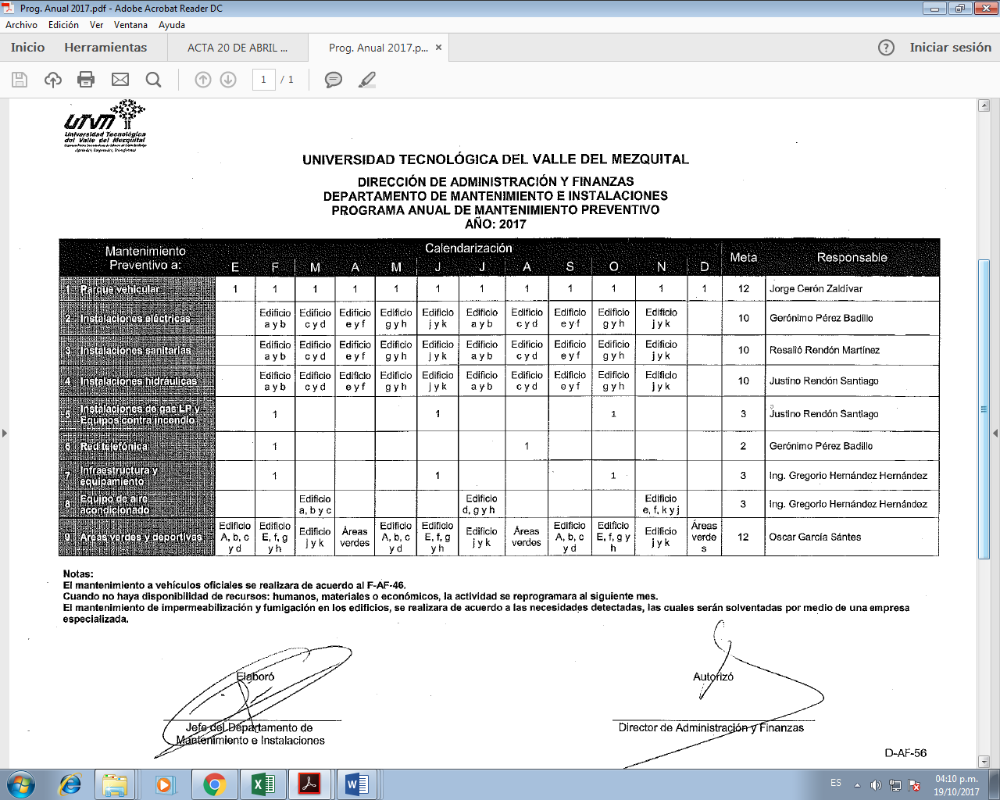 Prog. Anual 2017.pdf - Adobe Acrobat Reader DC
Archivo Edición Ver Ventana Ayuda
Inicio Herramientas ACTA 20 DE ABRIL ... Prog. Anual 2017.p... × ? Iniciar sesión
1 / 1
UTVM
Universidad Tecnológica
del Valle del Mezquital
UNIVERSIDAD TECNOLÓGICA DEL VALLE DEL MEZQUITAL
DIRECCIÓN DE ADMINISTRACIÓN Y FINANZAS
DEPARTAMENTO DE MANTENIMIENTO E INSTALACIONES
PROGRAMA ANUAL DE MANTENIMIENTO PREVENTIVO
AÑO: 2017
Mantenimiento Preventivo a: Calendarización Meta Responsable
E F M A M J J A S O N D
1 Parque vehicular 1 1 1 1 1 1 1 1 1 1 1 1 12 Jorge Cerón Zaldívar
2 Instalaciones eléctricas Edificio a y b Edificio c y d Edificio e y f Edificio g y h Edificio j y k Edificio a y b Edificio c y d Edificio e y f Edificio g y h Edificio j y k 10 Gerónimo Pérez Badillo
3 Instalaciones sanitarias Edificio a y b Edificio c y d Edificio e y f Edificio g y h Edificio j y k Edificio a y b Edificio c y d Edificio e y f Edificio g y h Edificio j y k 10 Resalió Rendón Martínez
4 Instalaciones hidráulicas Edificio a y b Edificio c y d Edificio e y f Edificio g y h Edificio j y k Edificio a y b Edificio c y d Edificio e y f Edificio g y h Edificio j y k 10 Justino Rendón Santiago
5 Instalaciones de gas LP y Equipos contra incendio 1 1 1 3 Justino Rendón Santiago
6 Red telefónica 1 1 2 Gerónimo Pérez Badillo
7 Infraestructura y equipamiento 1 1 1 3 Ing. Gregorio Hernández Hernández
8 Equipo de aire acondicionado Edificio a, b y c Edificio d, g y h Edificio e, f, k y j 3 Ing. Gregorio Hernández Hernández
9 Áreas verdes y deportivas Edificio A, b, c y d Edificio E, f, g y h Edificio j y k Áreas verdes Edificio A, b, c y d Edificio E, f, g y h Edificio j y k Áreas verdes Edificio A, b, c y d Edificio E, f, g y h Edificio j y k Áreas verde s 12 Oscar García Sántes
Notas:
El mantenimiento a vehículos oficiales se realizara de acuerdo al F-AF-46.
Cuando no haya disponibilidad de recursos: humanos, materiales o económicos, la actividad se reprogramara al siguiente mes.
El mantenimiento de impermeabilización y fumigación en los edificios, se realizara de acuerdo a las necesidades detectadas, las cuales serán solventadas por medio de una empresa
especializada.
Elaboró Autorizó
Jefe del Departamento de
Mantenimiento e Instalaciones
Director de Administración y Finanzas
D-AF-56
ES 04:10 p.m.
19/10/2017